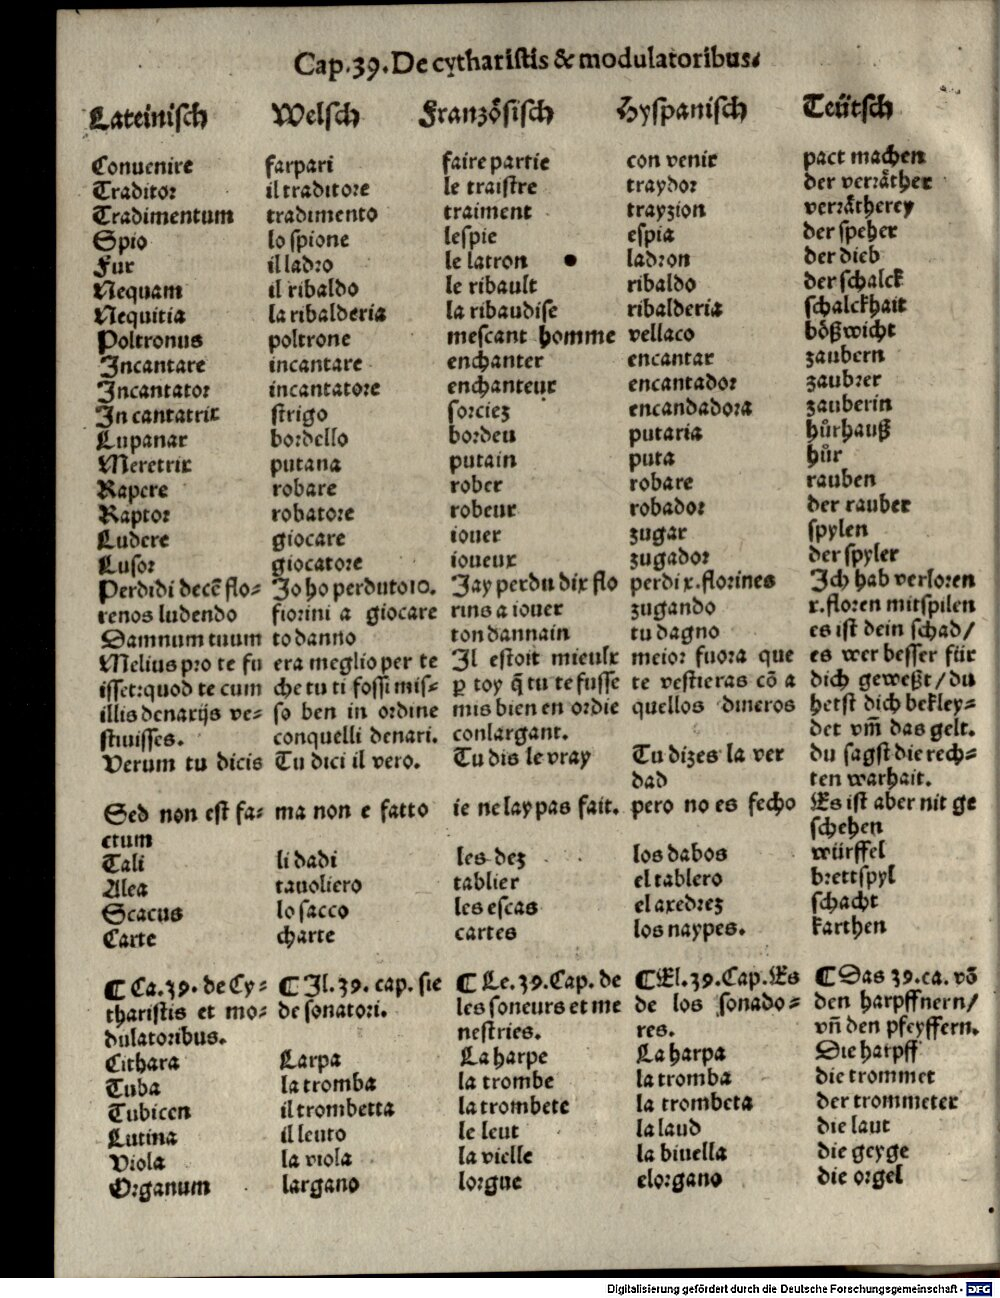 Cap.39. De cythariſtis & modulatoribus.
Lateiniſch Welſch Franzöſiſch Hyſpaniſch Teütſch
Conuenire farpari faire partie con venir pact machen
Traditor il traditore le traiſtre traydor der verräther
Tradimentum tradimento traiment trayzion verrätherey
Spio lo ſpione leſpie eſpia der ſpeher
Fur il ladro le latron ladron der dieb
Nequam il ribaldo le ribault ribaldo der ſchalck
Nequitia la ribalderia la ribaudiſe ribalderia ſchalckhait
Poltronus poltrone meſcant homme vellaco bößwicht
Incantare incantare enchanter encantar zaubern
Incantator incantatore enchanteur encantador zaubrer
In cantatrix ſtrigo ſorciez encandadora zauberin
Lupanar bordello bordeu putaria hůrhauß
Meretrix putana putain puta hůr
Rapere robare rober robare rauben
Raptor robatore robeur robador der rauber
Ludere giocare iouer zugar ſpylen
Luſor giocatore ioueux zugador der ſpyler
Perdidi decē flo= Jo ho perduto 10. Jay perdu dix flo perdi x. florines Ich hab verloren
renos ludendo fiorini a giocare rins a iouer zugando x. floren mit ſpilen
Damnum tuum to danno ton dannain tu dagno es iſt dein ſchad/
Melius pro te fu era meglio per te Il eſtoit mieulx meior fuora que es wer beſſer für
iſſet:quod te cum che tu ti foſſi miſ= ꝑ toy q̃ tu te fuſſe te veſtieras cō a dich geweßt/du
illis denarijs ve= ſo ben in ordine mis bien en ordie quellos dineros hetſt dich bekley=
ſtiuiſſes. conquelli denari. conlargant. det vm̄ das gelt.
Verum tu dicis Tu dici il vero. Tu dis le vray Tu dizes la ver du ſagſt die rech=
dad ten warhait.
Sed non eſt fa= ma non e fatto ie ne lay pas fait. pero no es fecho Es iſt aber nit ge
ctum ſchehen
Tali li dadi les dez los dabos würffel
Alea tauoliero tablier el tablero brettſpyl
Scacus lo ſacco les eſcas el axedrez ſchacht
Carte charte cartes los naypes. karthen
¶ Ca.39. de Cy= ¶ Il. 39. cap. ſie ¶ Le.39.Cap. de ¶ El.39.Cap.Es ¶ Das 39.ca. vō
thariſtis et mo= de ſonatori. les ſoneurs et me de los ſonado= den harpffnern/
dulatoribus. neſtries. res. vn̄ den pfeyffern.
Cithara Larpa La harpe La harpa Die harpff
Tuba la tromba la trombe la tromba die trommet
Tubicen il trombetta la trombete la trombeta der trommeter
Lutina il leuto le leut la laud die laut
Viola la viola la vielle la biuella die geyge
Organum largano lorgue elorgano die orgel
Digitalisierung gefördert durch die Deutsche Forschungsgemeinschaft - DFG